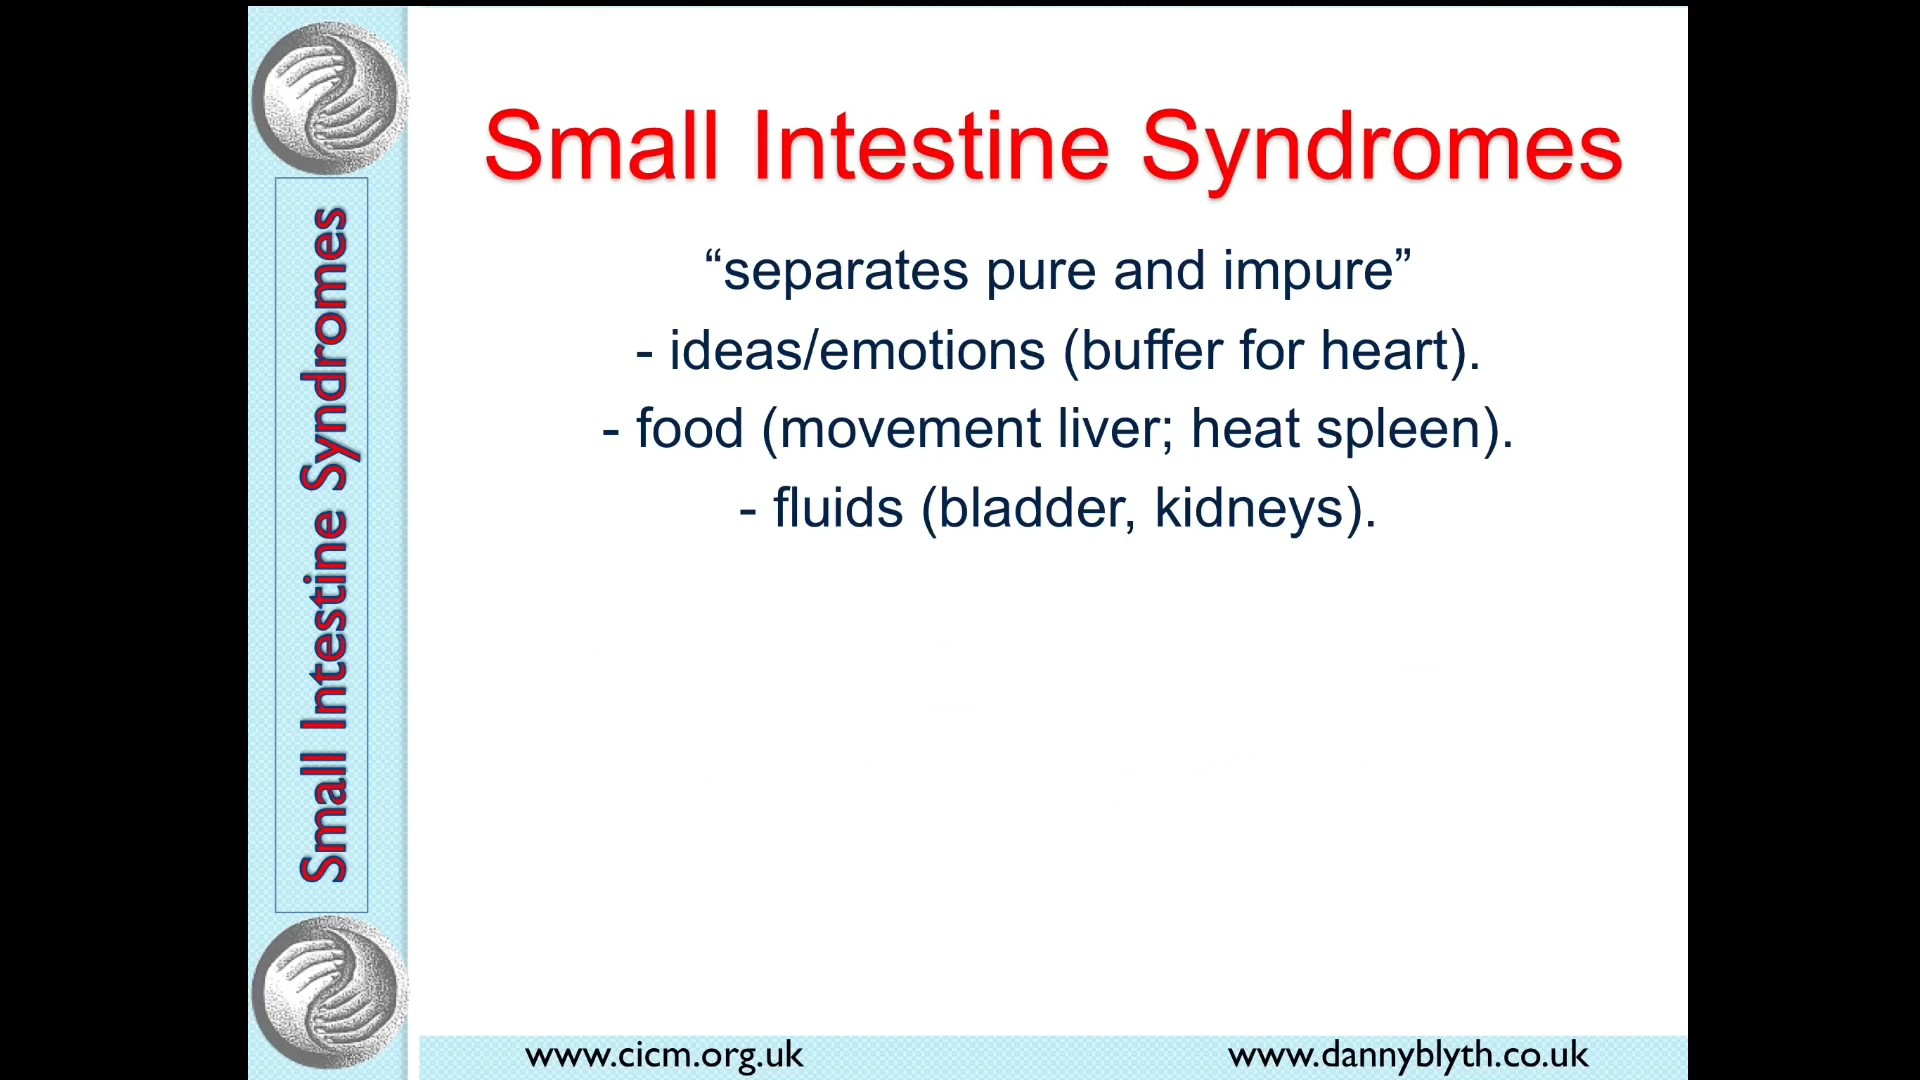 Small Intestine Syndromes
Small Intestine Syndromes
“separates pure and impure”
- ideas/emotions (buffer for heart).
- food (movement liver; heat spleen).
- fluids (bladder, kidneys).
www.cicm.org.uk
www.dannyblyth.co.uk